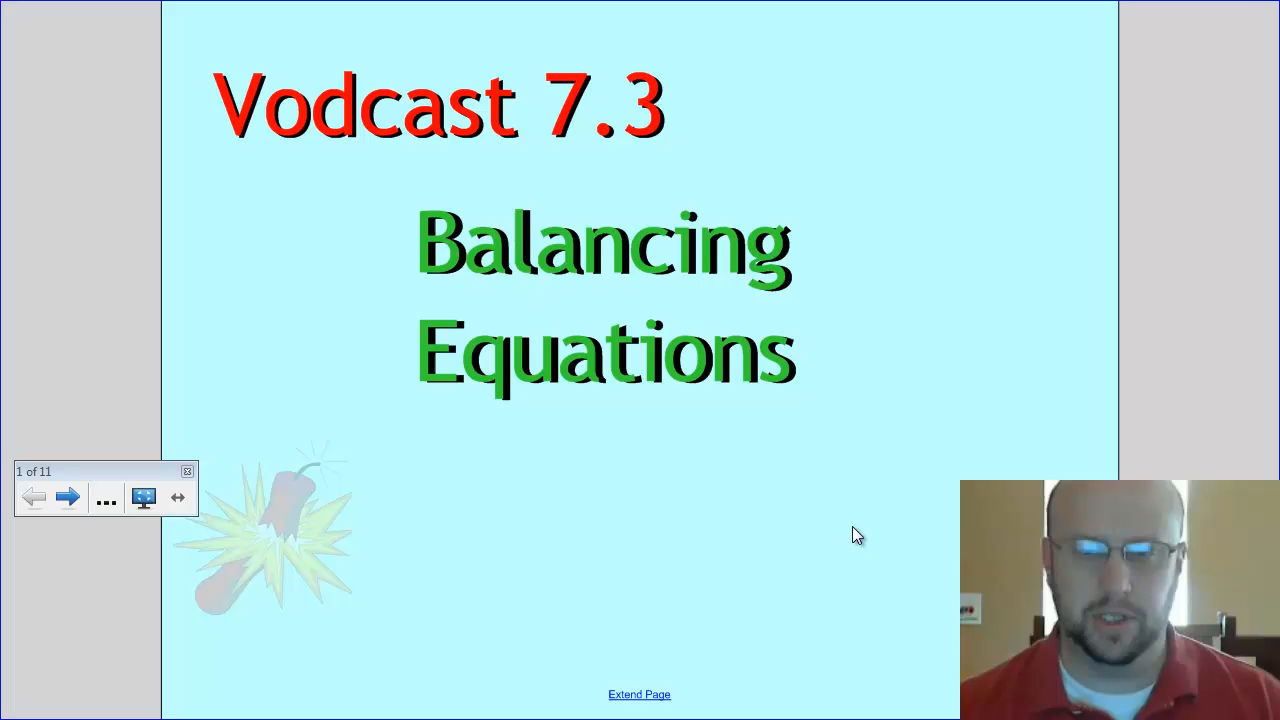 Vodcast 7.3
Balancing
Equations
1 of 11
...
Extend Page